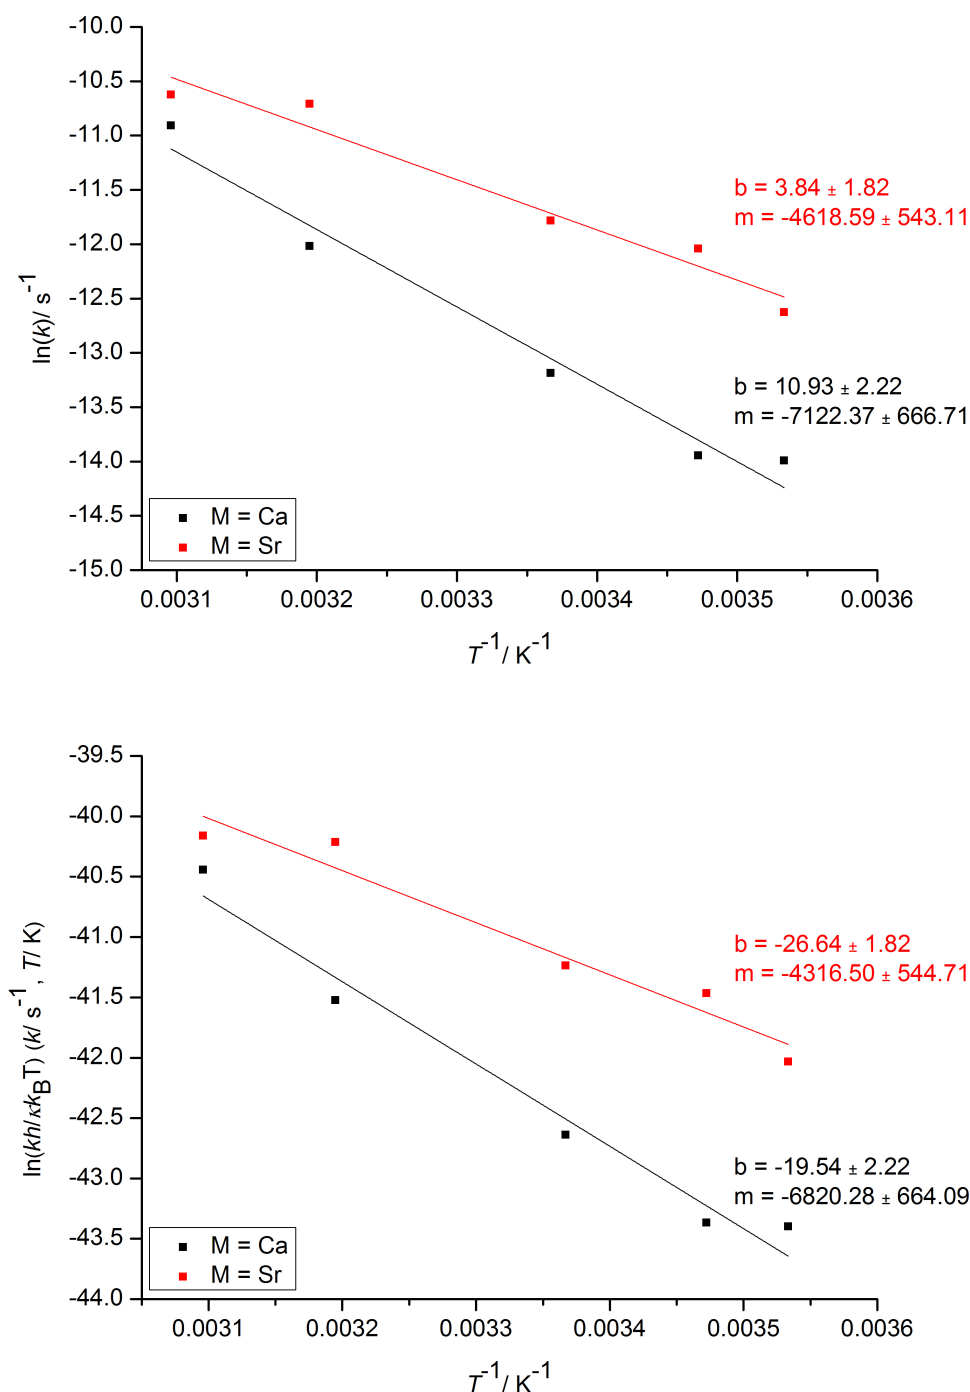 -10.0
-10.5
-11.0
-11.5
-12.0
-12.5
-13.0
-13.5
-14.0
-14.5
-15.0
ln(k)/ s⁻¹
b = 3.84 ± 1.82
m = -4618.59 ± 543.11
b = 10.93 ± 2.22
m = -7122.37 ± 666.71
M = Ca
M = Sr
0.0031 0.0032 0.0033 0.0034 0.0035 0.0036
T⁻¹/ K⁻¹
-39.5
-40.0
-40.5
-41.0
-41.5
-42.0
-42.5
-43.0
-43.5
-44.0
ln(kh/κk_BT) (k/ s⁻¹ , T/ K)
b = -26.64 ± 1.82
m = -4316.50 ± 544.71
b = -19.54 ± 2.22
m = -6820.28 ± 664.09
M = Ca
M = Sr
0.0031 0.0032 0.0033 0.0034 0.0035 0.0036
T⁻¹/ K⁻¹